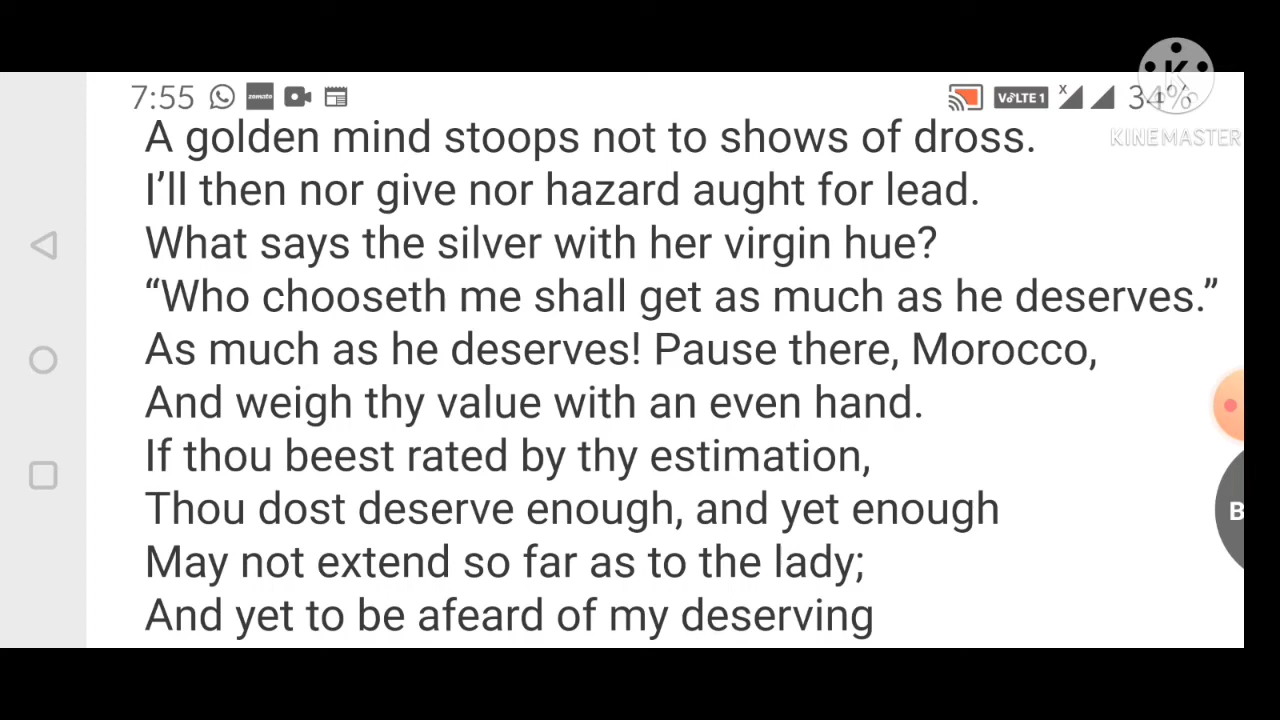 7:55 zomato VoLTE 1 x 34%
K
KINEMASTER
A golden mind stoops not to shows of dross.
I’ll then nor give nor hazard aught for lead.
What says the silver with her virgin hue?
“Who chooseth me shall get as much as he deserves.”
As much as he deserves! Pause there, Morocco,
And weigh thy value with an even hand.
If thou beest rated by thy estimation,
Thou dost deserve enough, and yet enough
B
May not extend so far as to the lady;
And yet to be afeard of my deserving